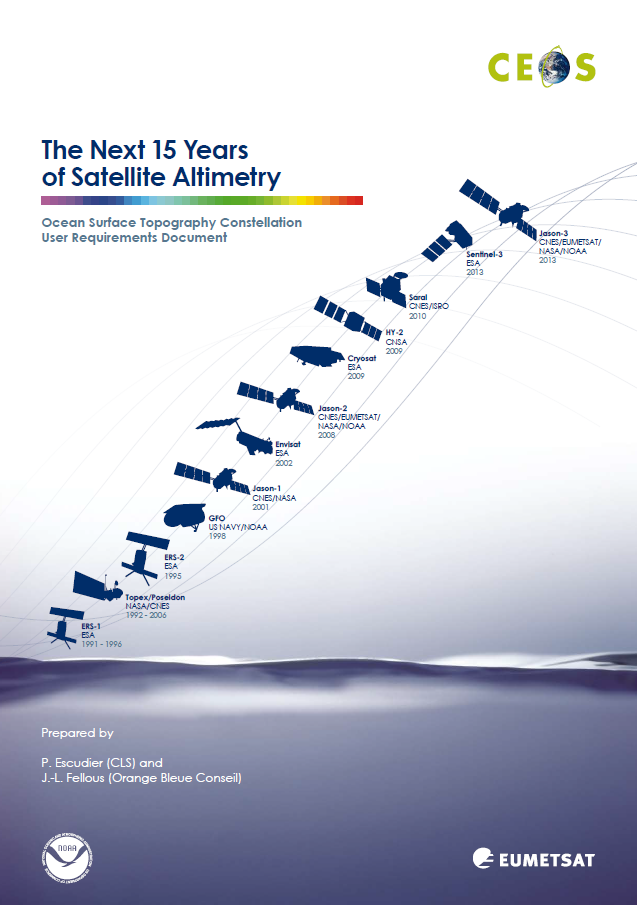 CEOS
The Next 15 Years
of Satellite Altimetry
Ocean Surface Topography Constellation
User Requirements Document
Jason-3
CNES/EUMETSAT/
NASA/NOAA
2013
Sentinel-3
ESA
2013
Saral
CNES/ISRO
2010
HY-2
CNSA
2009
Cryosat
ESA
2009
Jason-2
CNES/EUMETSAT/
NASA/NOAA
2008
Envisat
ESA
2002
Jason-1
CNES/NASA
2001
GFO
US NAVY/NOAA
1998
ERS-2
ESA
1995
Topex/Poseidon
NASA/CNES
1992 - 2006
ERS-1
ESA
1991 - 1996
Prepared by
P. Escudier (CLS) and
J.-L. Fellous (Orange Bleue Conseil)
NOAA
EUMETSAT